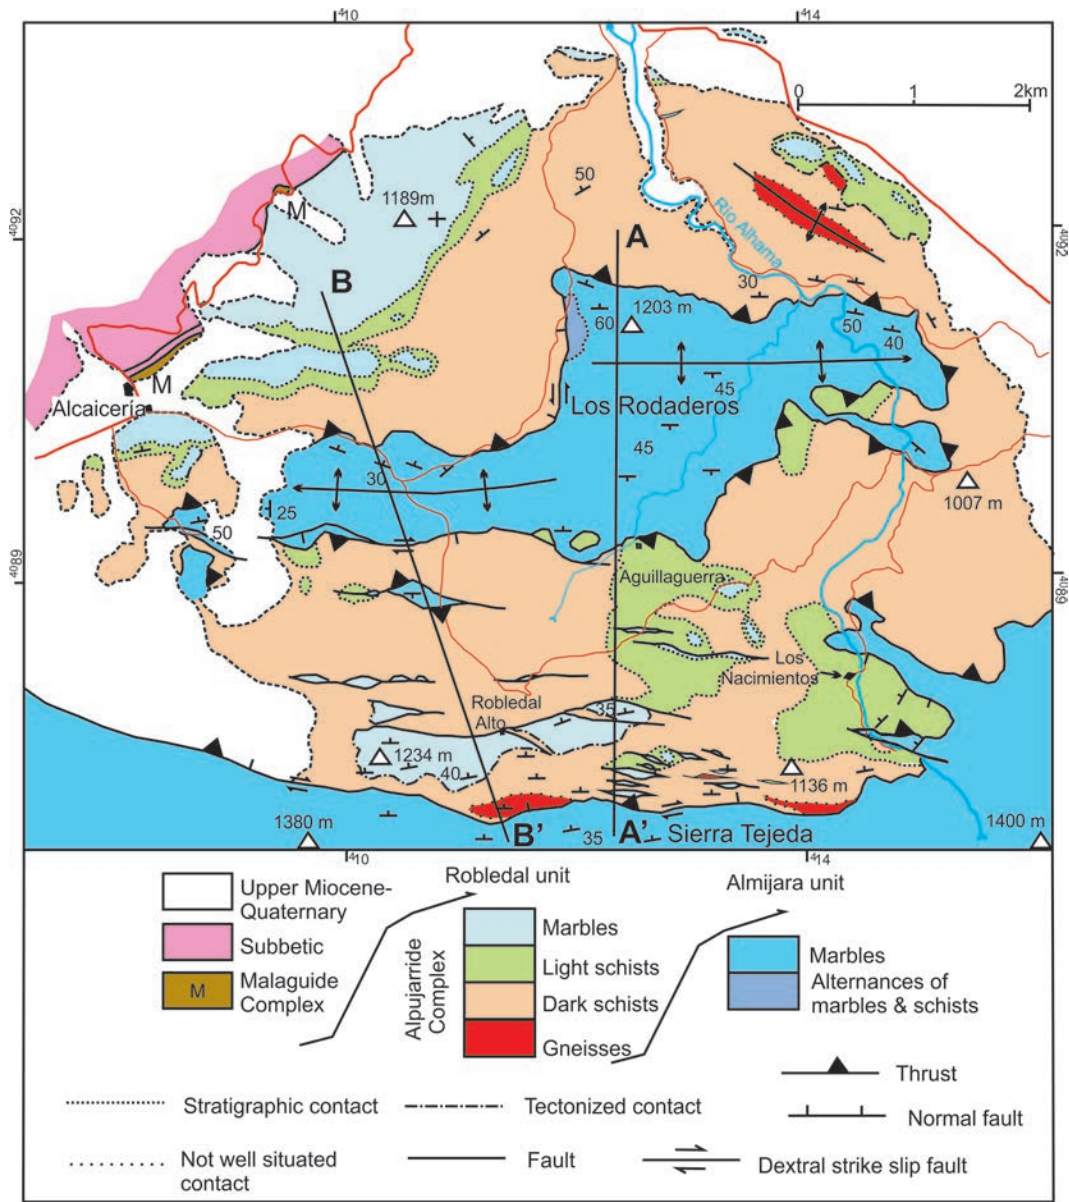 ⁴10
⁴14
0
1
2km
50
M
1189m
⁴092
A
⁴092
Río Alhama
B
30
60
1203 m
50
40
M
45
Alcaiceria
Los Rodaderos
45
30
25
1007 m
50
⁴089
⁴089
Aguillaguerra
Los
Nacimientos
Robledal
Alto
35
1234 m
40
1136 m
1380 m
B'
35
A'
Sierra Tejeda
1400 m
⁴10
⁴14
Robledal unit
Almijara unit
Upper Miocene-
Quaternary
Subbetic
M
Malaguide
Complex
Alpujarride
Complex
Marbles
Light schists
Dark schists
Gneisses
Marbles
Alternances of
marbles & schists
Thrust
Stratigraphic contact
Tectonized contact
Normal fault
Not well situated
contact
Fault
Dextral strike slip fault